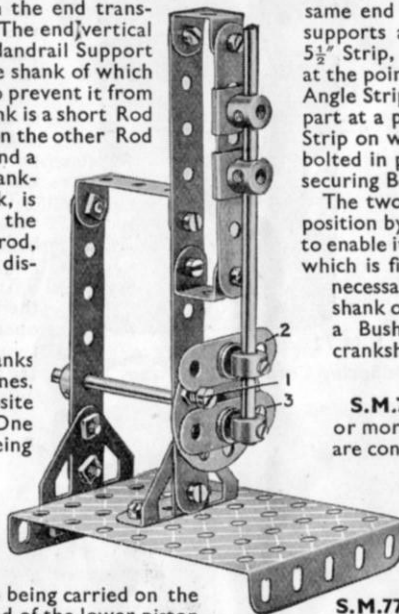 the end trans-
The end vertical
Handrail Support
shank of which
prevent it from
nk is a short Rod
n the other Rod
nd a
ank-
k, is
the
rod,
dis-
anks
nes.
site
One
eing
being carried on the
d of the lower piston
same end
supports a
5½″ Strip,
at the point
Angle Strip
part at a p
Strip on w
bolted in p
securing B
The two
position by
to enable i
which is fi
necessa
shank o
a Bush
cranksh
S.M.7
or mor
are con
S.M.77
2
1
3